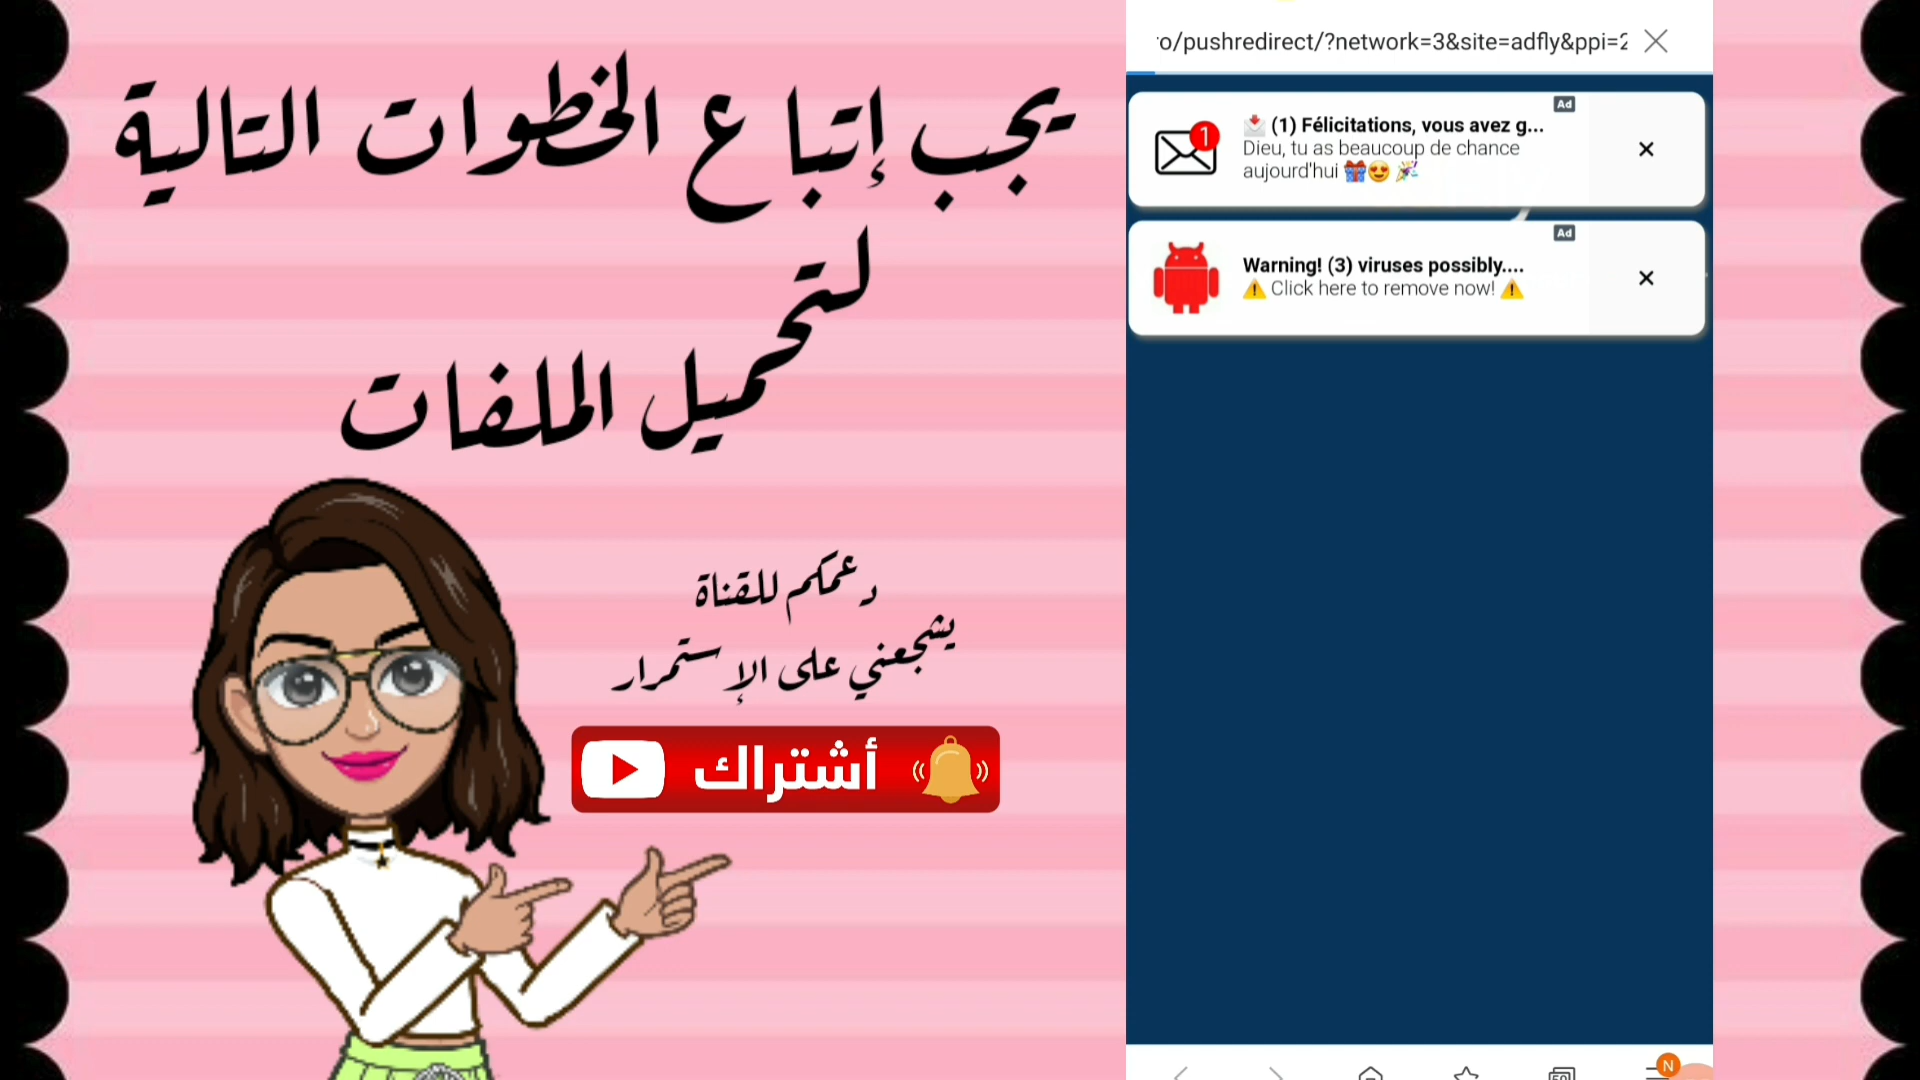 يجب إتباع الخطوات التالية
لتحميل الملفات
دعمكم للقناة
يشجعني على الإستمرار
أشتراك
o/pushredirect/?network=3&site=adfly&ppi=2
Ad
1
(1) Félicitations, vous avez g...
Dieu, tu as beaucoup de chance
aujourd'hui 🎁😍 🎉
Ad
Warning! (3) viruses possibly....
⚠️ Click here to remove now! ⚠️
N